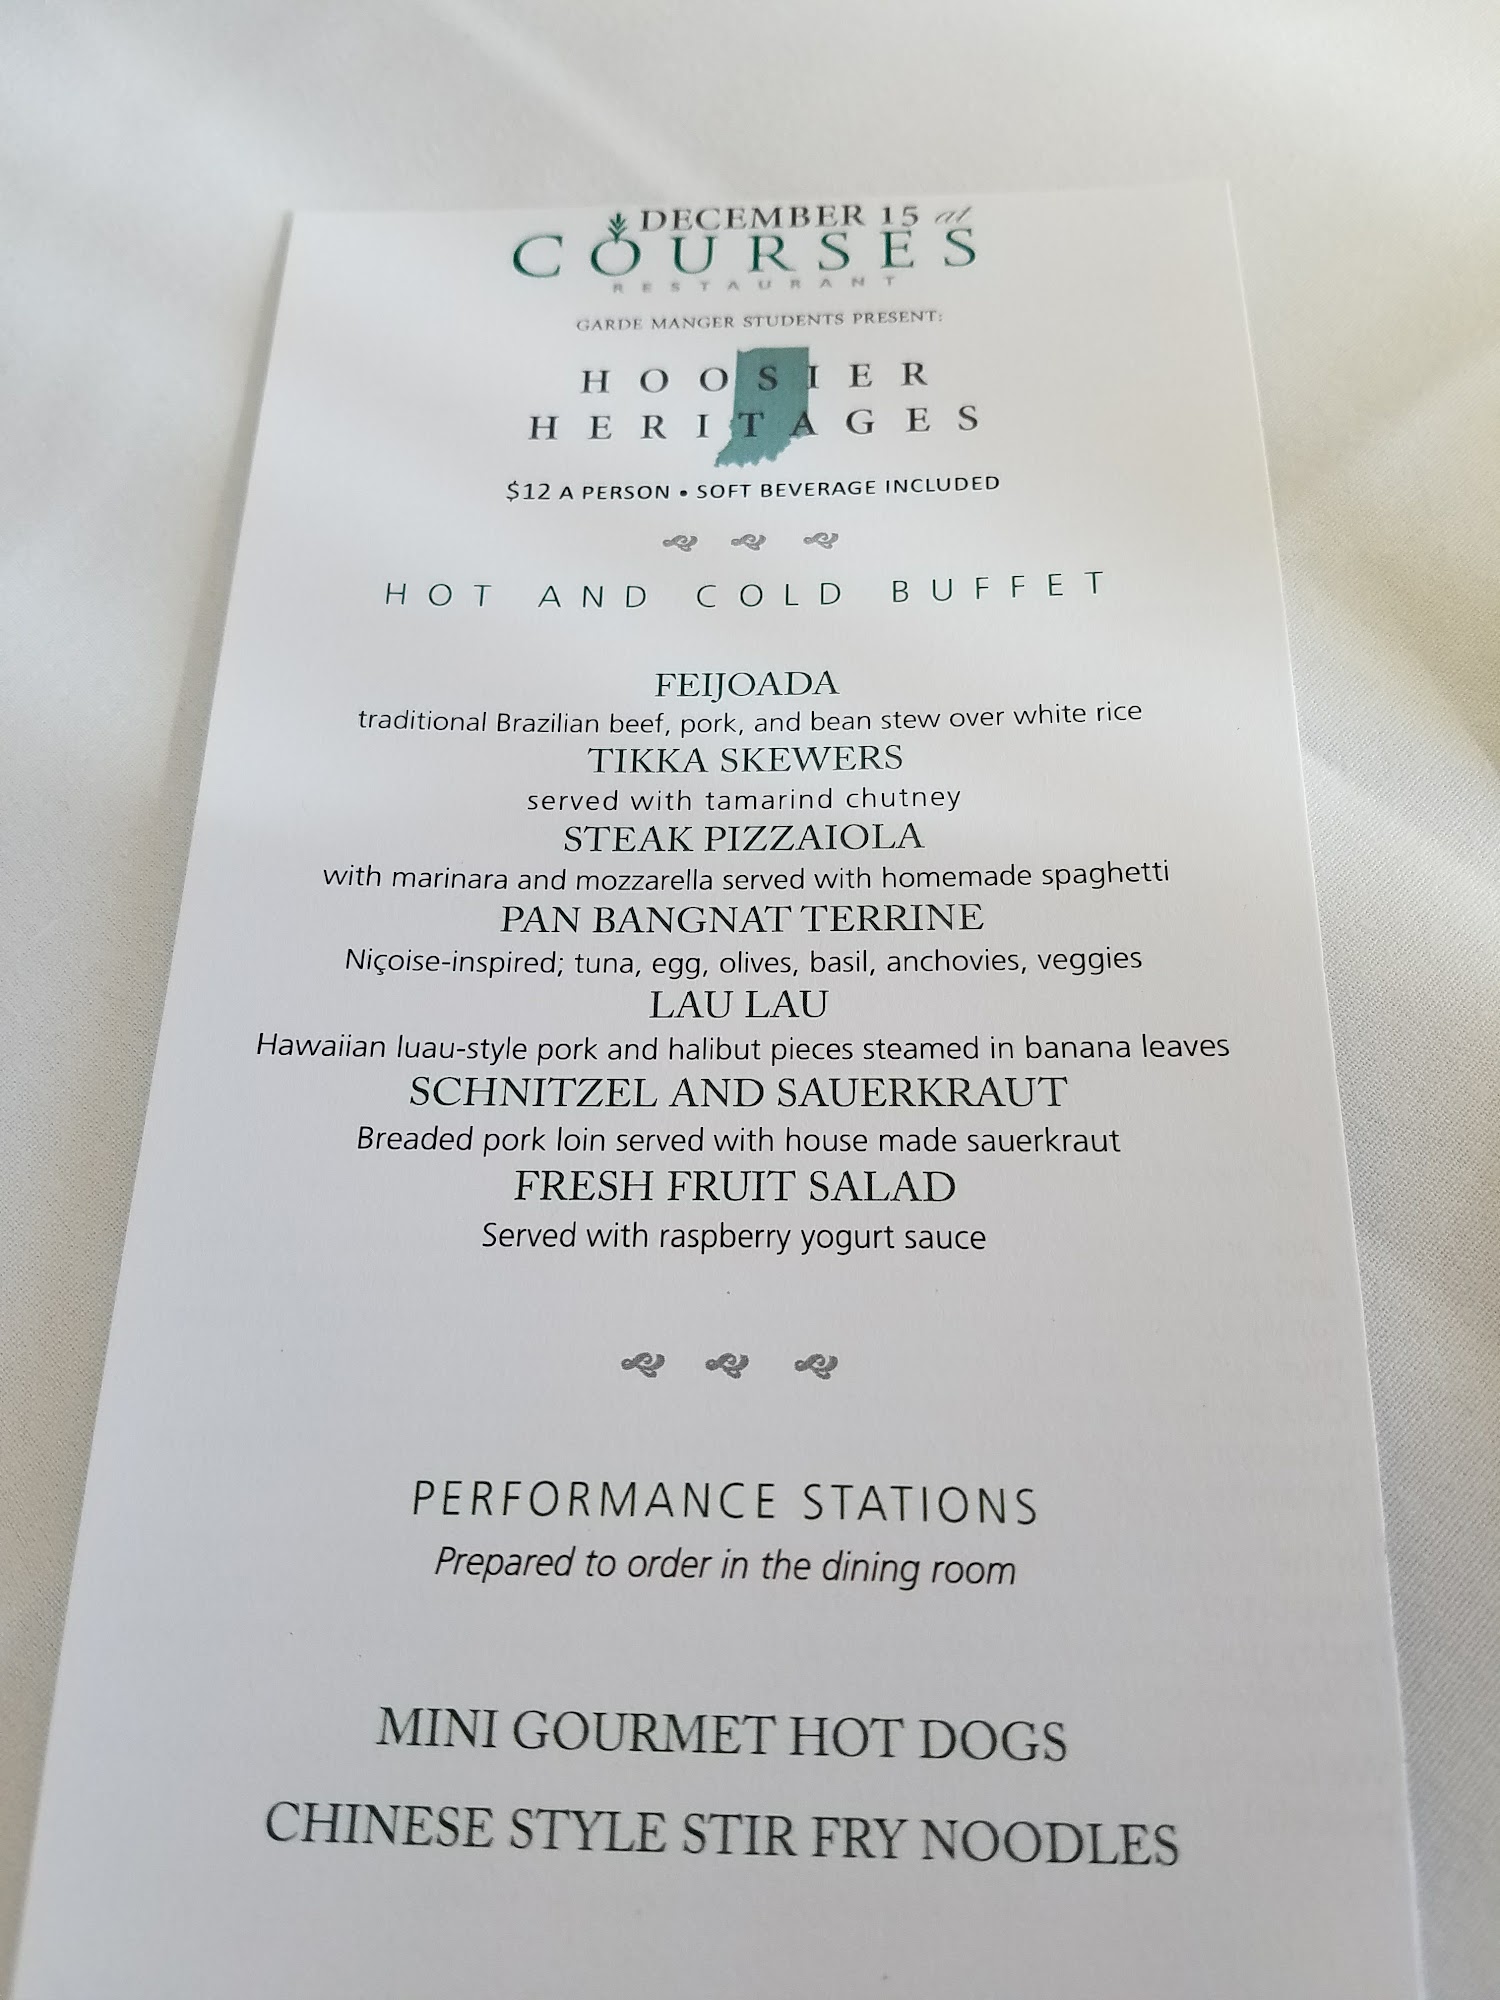 DECEMBER 15 at
COURSES
RESTAURANT
GARDE MANGER STUDENTS PRESENT:
HOOSIER
HERITAGES
$12 A PERSON • SOFT BEVERAGE INCLUDED
HOT AND COLD BUFFET
FEIJOADA
traditional Brazilian beef, pork, and bean stew over white rice
TIKKA SKEWERS
served with tamarind chutney
STEAK PIZZAIOLA
with marinara and mozzarella served with homemade spaghetti
PAN BANGNAT TERRINE
Niçoise-inspired; tuna, egg, olives, basil, anchovies, veggies
LAU LAU
Hawaiian luau-style pork and halibut pieces steamed in banana leaves
SCHNITZEL AND SAUERKRAUT
Breaded pork loin served with house made sauerkraut
FRESH FRUIT SALAD
Served with raspberry yogurt sauce
PERFORMANCE STATIONS
Prepared to order in the dining room
MINI GOURMET HOT DOGS
CHINESE STYLE STIR FRY NOODLES